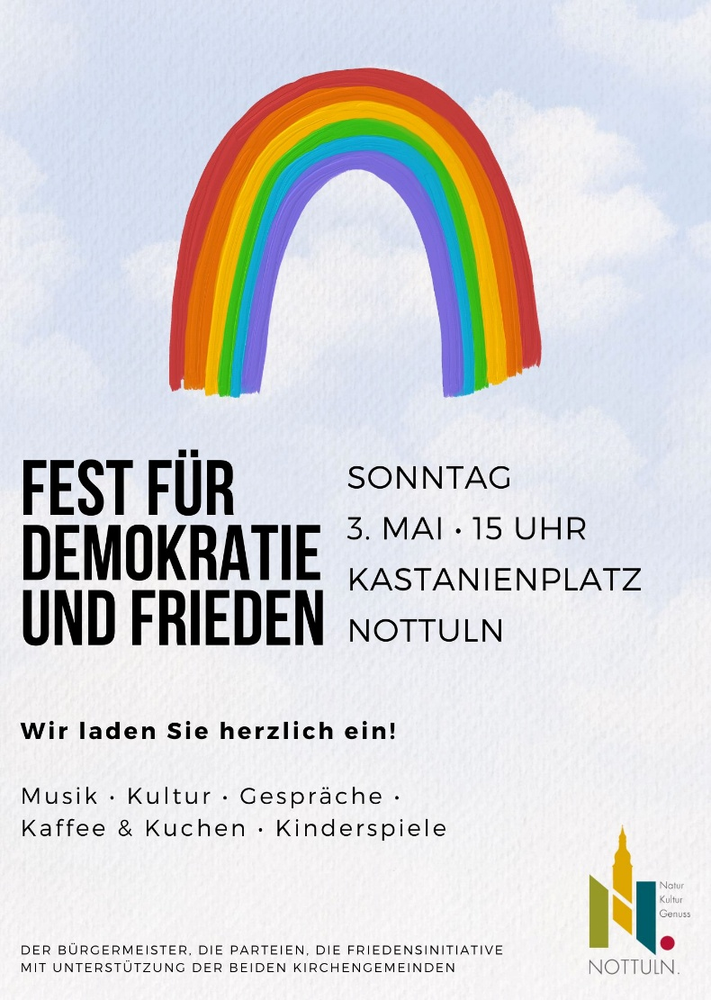 FEST FÜR
DEMOKRATIE
UND FRIEDEN
SONNTAG
3. MAI • 15 UHR
KASTANIENPLATZ
NOTTULN
Wir laden Sie herzlich ein!
Musik • Kultur • Gespräche •
Kaffee & Kuchen • Kinderspiele
DER BÜRGERMEISTER, DIE PARTEIEN, DIE FRIEDENSINITIATIVE
MIT UNTERSTÜTZUNG DER BEIDEN KIRCHENGEMEINDEN
Natur
Kultur
Genuss
NOTTULN.